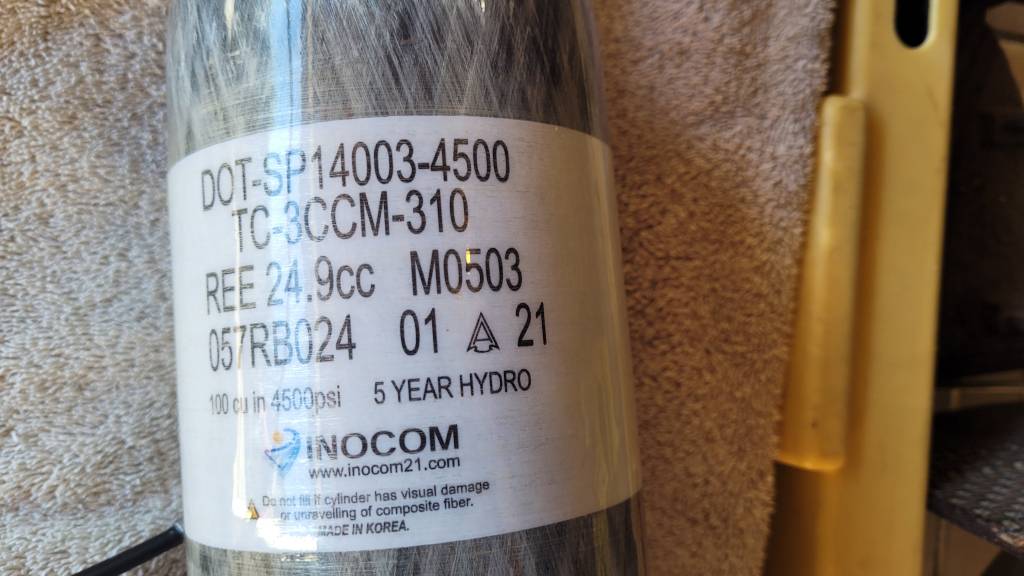 DOT-SP14003-4500
TC-3CCM-310
REE 24.9cc M0503
057RB024 01 21
100 cu in 4500psi 5 YEAR HYDRO
INOCOM
www.inocom21.com
Do not fill if cylinder has visual damage
or unravelling of composite fiber.
MADE IN KOREA.